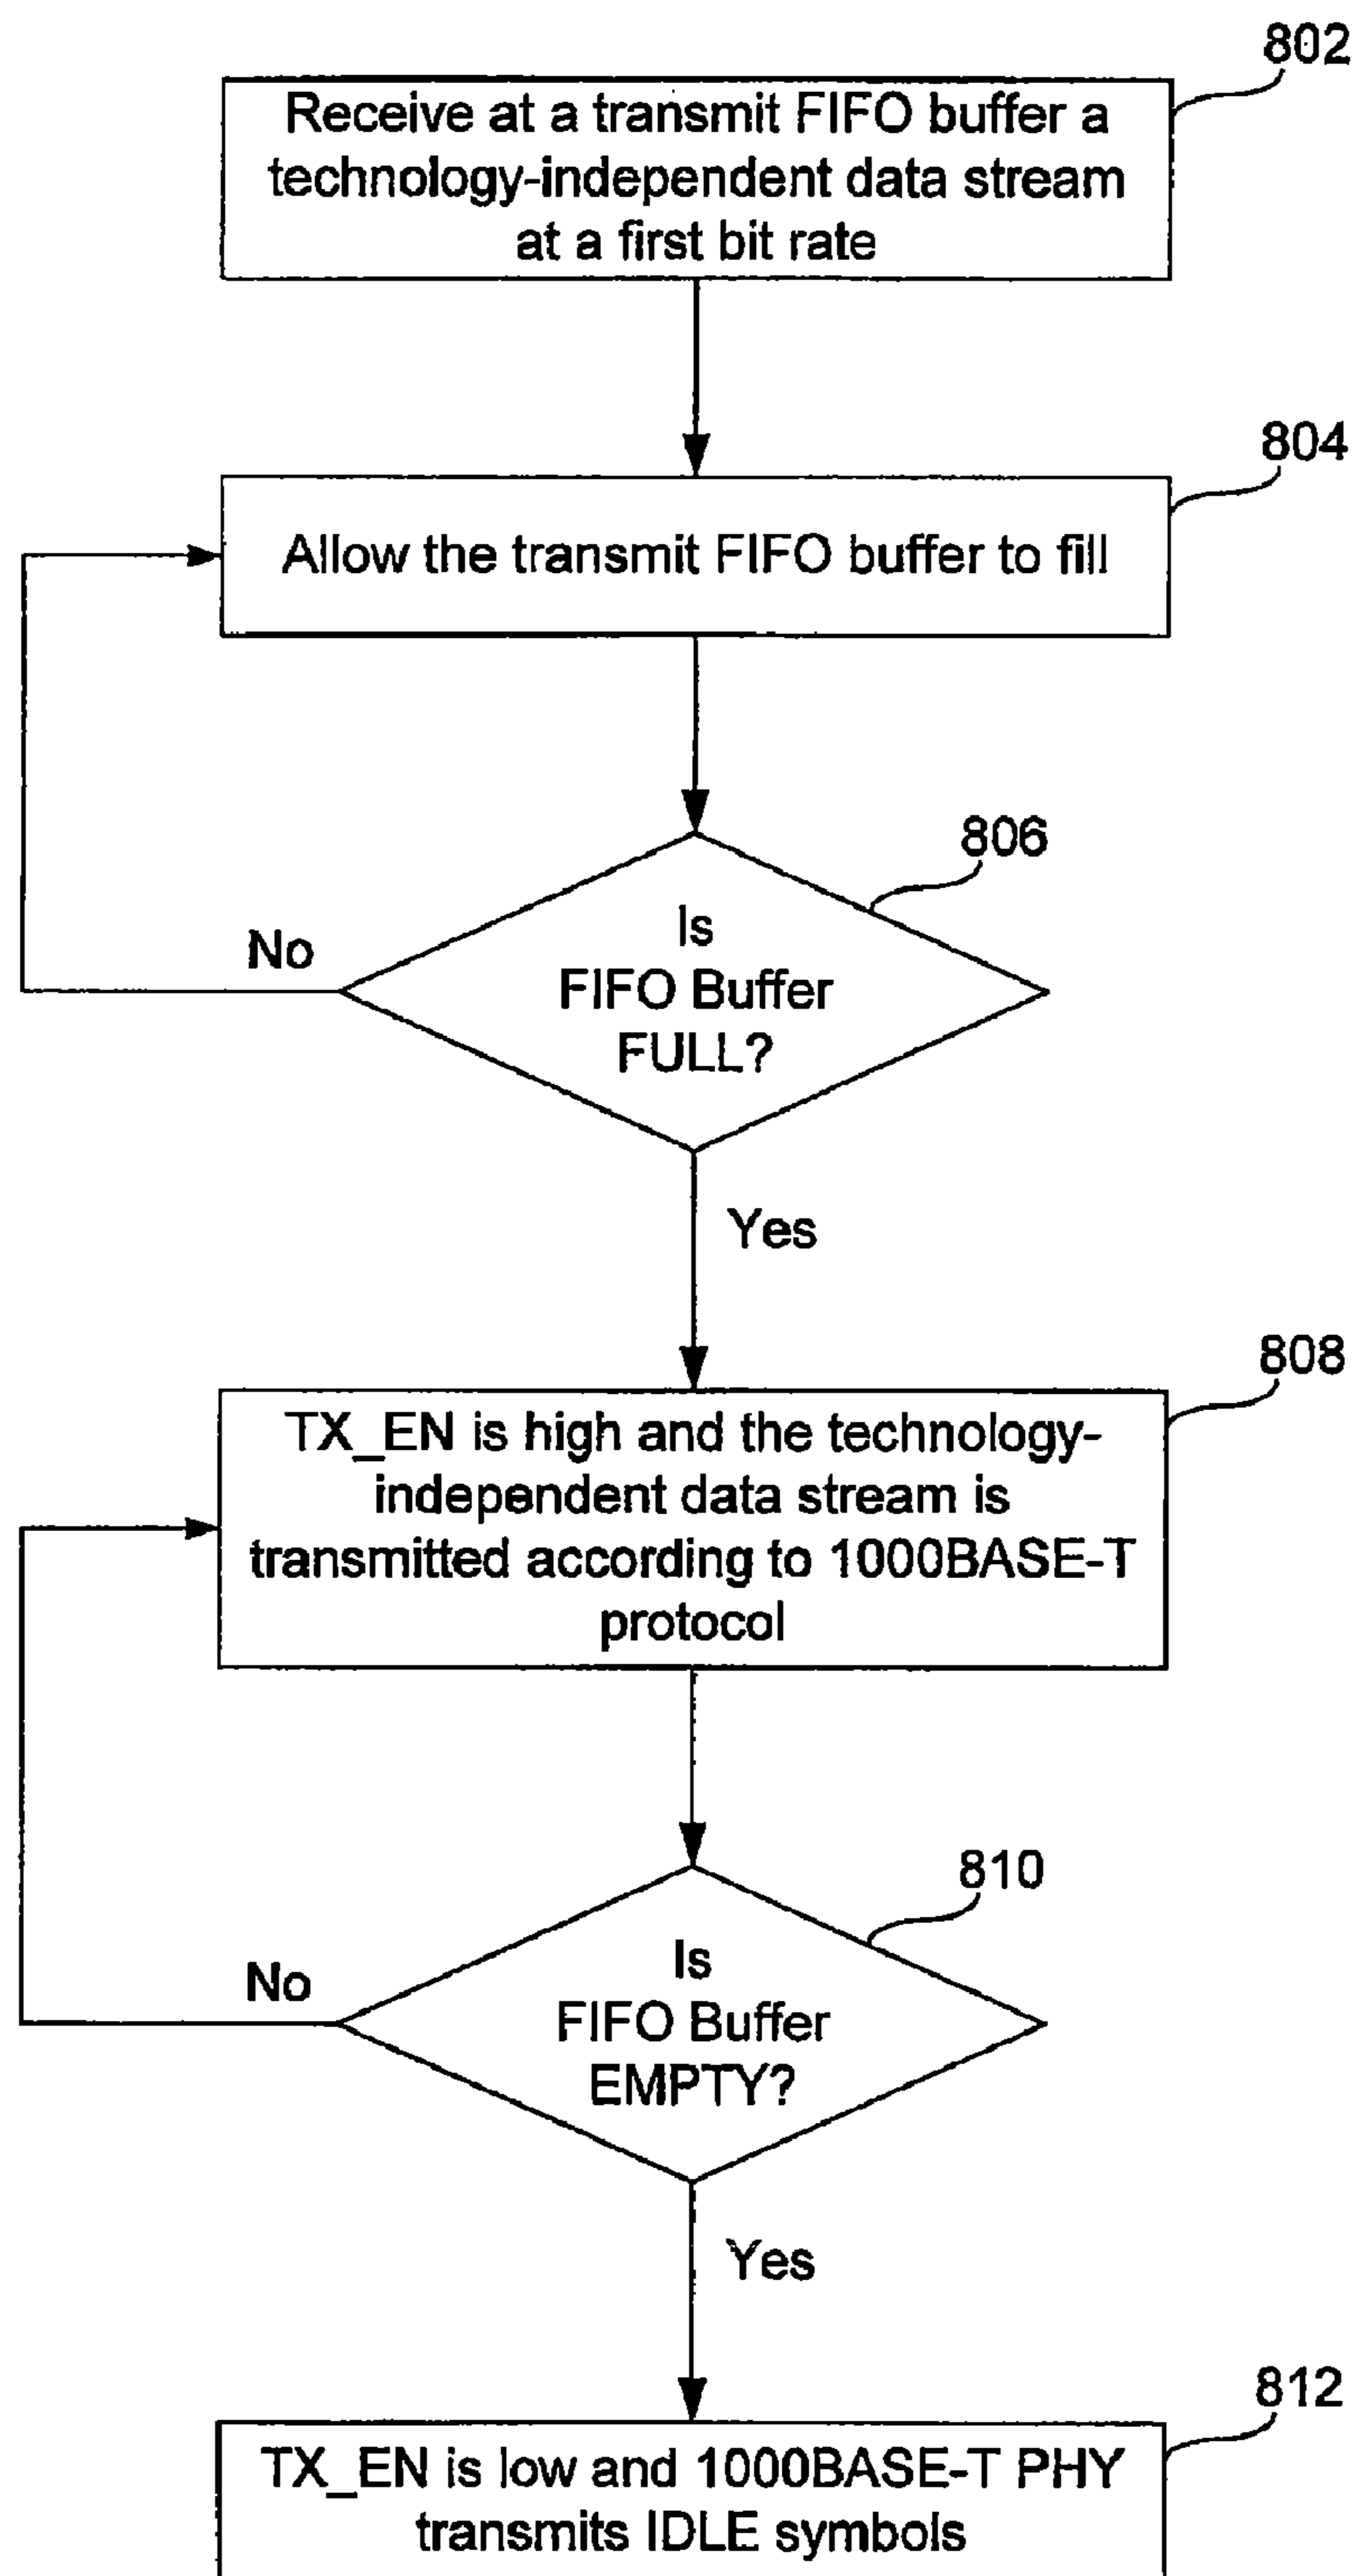 802
Receive at a transmit FIFO buffer a
technology-independent data stream
at a first bit rate
804
Allow the transmit FIFO buffer to fill
806
Is
FIFO Buffer
FULL?
No
Yes
808
TX_EN is high and the technology-
independent data stream is
transmitted according to 1000BASE-T
protocol
810
Is
FIFO Buffer
EMPTY?
No
Yes
812
TX_EN is low and 1000BASE-T PHY
transmits IDLE symbols